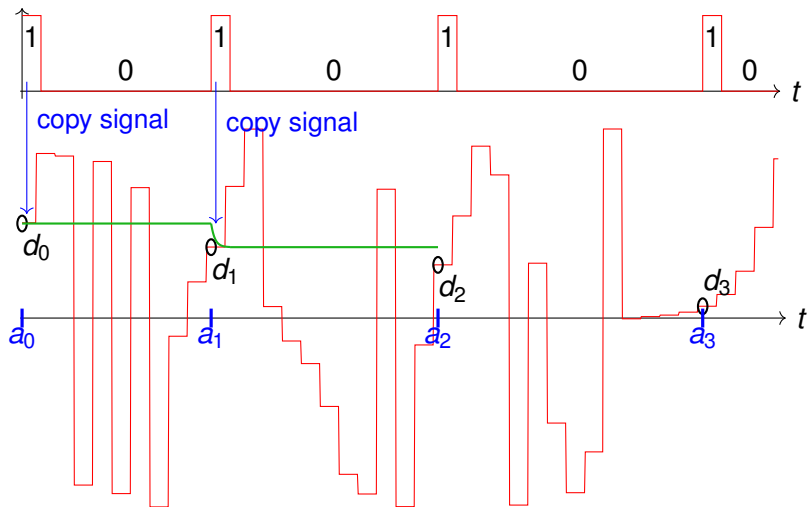 1 1 1 1
0 0 0 0
t
copy signal copy signal
d0 d1 d2 d3
t
a0 a1 a2 a3